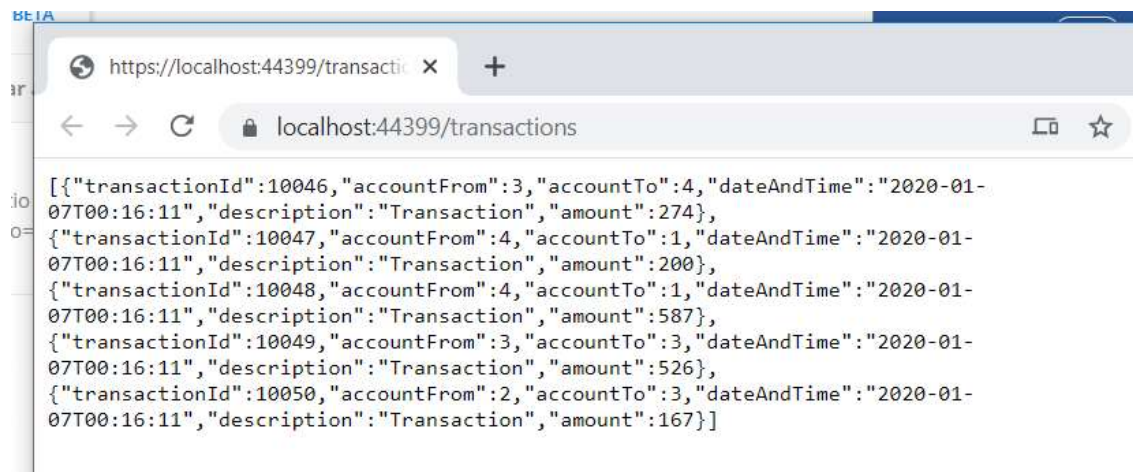 BETA
https://localhost:44399/transactic
ar
localhost:44399/transactions
[{"transactionId":10046,"accountFrom":3,"accountTo":4,"dateAndTime":"2020-01-
07T00:16:11","description":"Transaction","amount":274},
{"transactionId":10047,"accountFrom":4,"accountTo":1,"dateAndTime":"2020-01-
07T00:16:11","description":"Transaction","amount":200},
{"transactionId":10048,"accountFrom":4,"accountTo":1,"dateAndTime":"2020-01-
07T00:16:11","description":"Transaction","amount":587},
{"transactionId":10049,"accountFrom":3,"accountTo":3,"dateAndTime":"2020-01-
07T00:16:11","description":"Transaction","amount":526},
{"transactionId":10050,"accountFrom":2,"accountTo":3,"dateAndTime":"2020-01-
07T00:16:11","description":"Transaction","amount":167}]